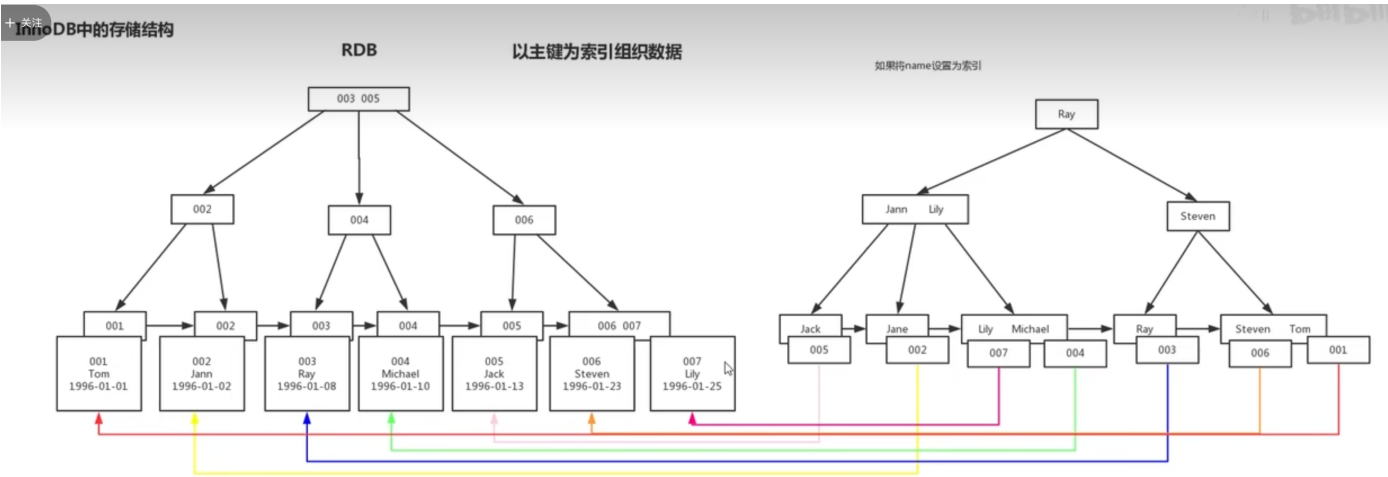 + 关注
InnoDB中的存储结构
RDB
以主键为索引组织数据
如果将name设置为索引
003 005
Ray
002
004
006
Jann Lily
Steven
001
002
003
004
005
006 007
Jack
Jane
Lily Michael
Ray
Steven Tom
005
002
007
004
003
006
001
001
Tom
1996-01-01
002
Jann
1996-01-02
003
Ray
1996-01-08
004
Michael
1996-01-10
005
Jack
1996-01-13
006
Steven
1996-01-23
007
Lily
1996-01-25